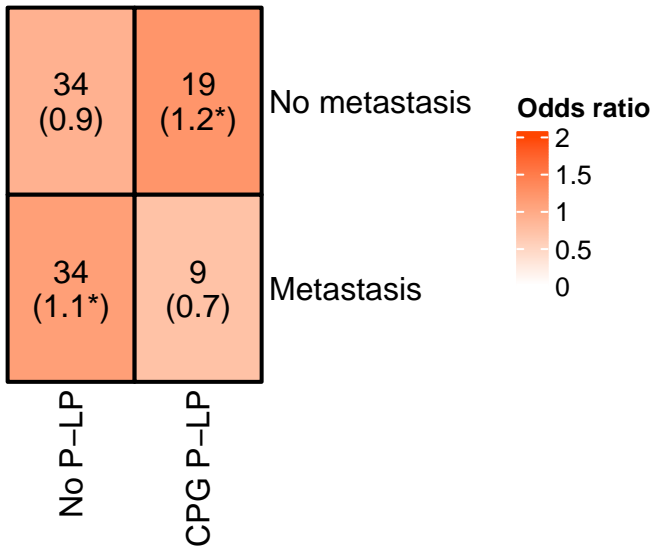 34
(0.9)
19
(1.2*)
No metastasis
34
(1.1*)
9
(0.7)
Metastasis
No P−LP
CPG P−LP
Odds ratio
2
1.5
1
0.5
0